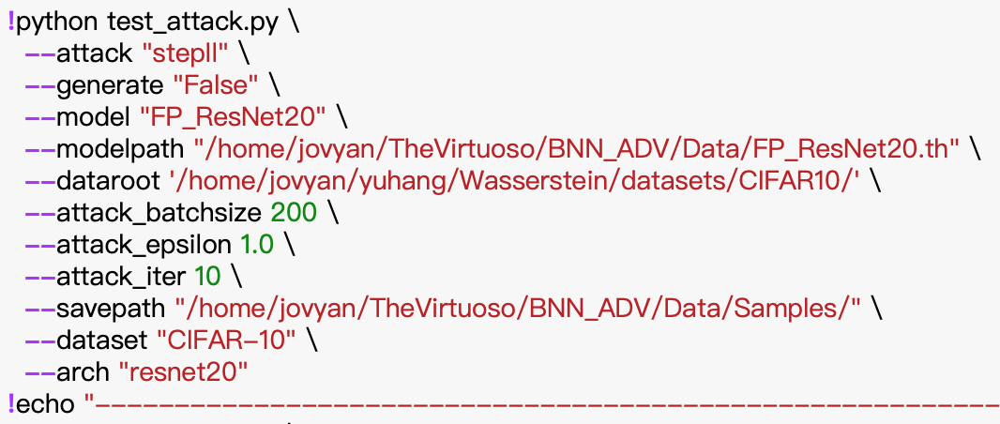 !python test_attack.py \
--attack "stepll" \
--generate "False" \
--model "FP_ResNet20" \
--modelpath "/home/jovyan/TheVirtuoso/BNN_ADV/Data/FP_ResNet20.th" \
--dataroot '/home/jovyan/yuhang/Wasserstein/datasets/CIFAR10/' \
--attack_batchsize 200 \
--attack_epsilon 1.0 \
--attack_iter 10 \
--savepath "/home/jovyan/TheVirtuoso/BNN_ADV/Data/Samples/" \
--dataset "CIFAR-10" \
--arch "resnet20"
!echo "----------------------------------------------------------